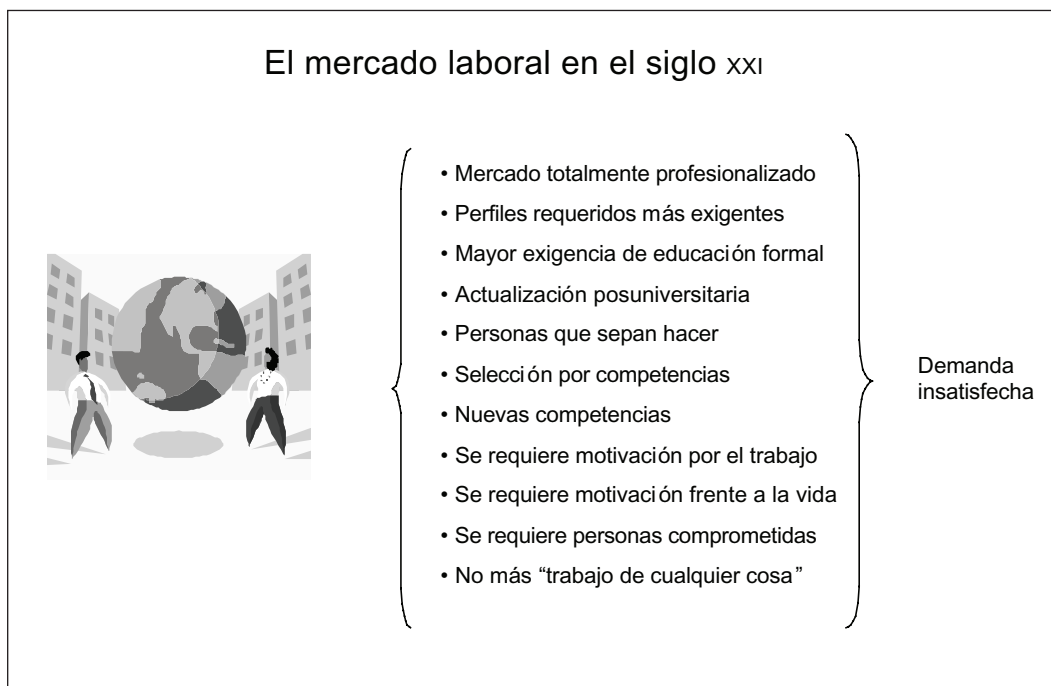 El mercado laboral en el siglo XXI
• Mercado totalmente profesionalizado
• Perfiles requeridos más exigentes
• Mayor exigencia de educación formal
• Actualización posuniversitaria
• Personas que sepan hacer
• Selección por competencias
• Nuevas competencias
• Se requiere motivación por el trabajo
• Se requiere motivación frente a la vida
• Se requiere personas comprometidas
• No más “trabajo de cualquier cosa”
Demanda
insatisfecha